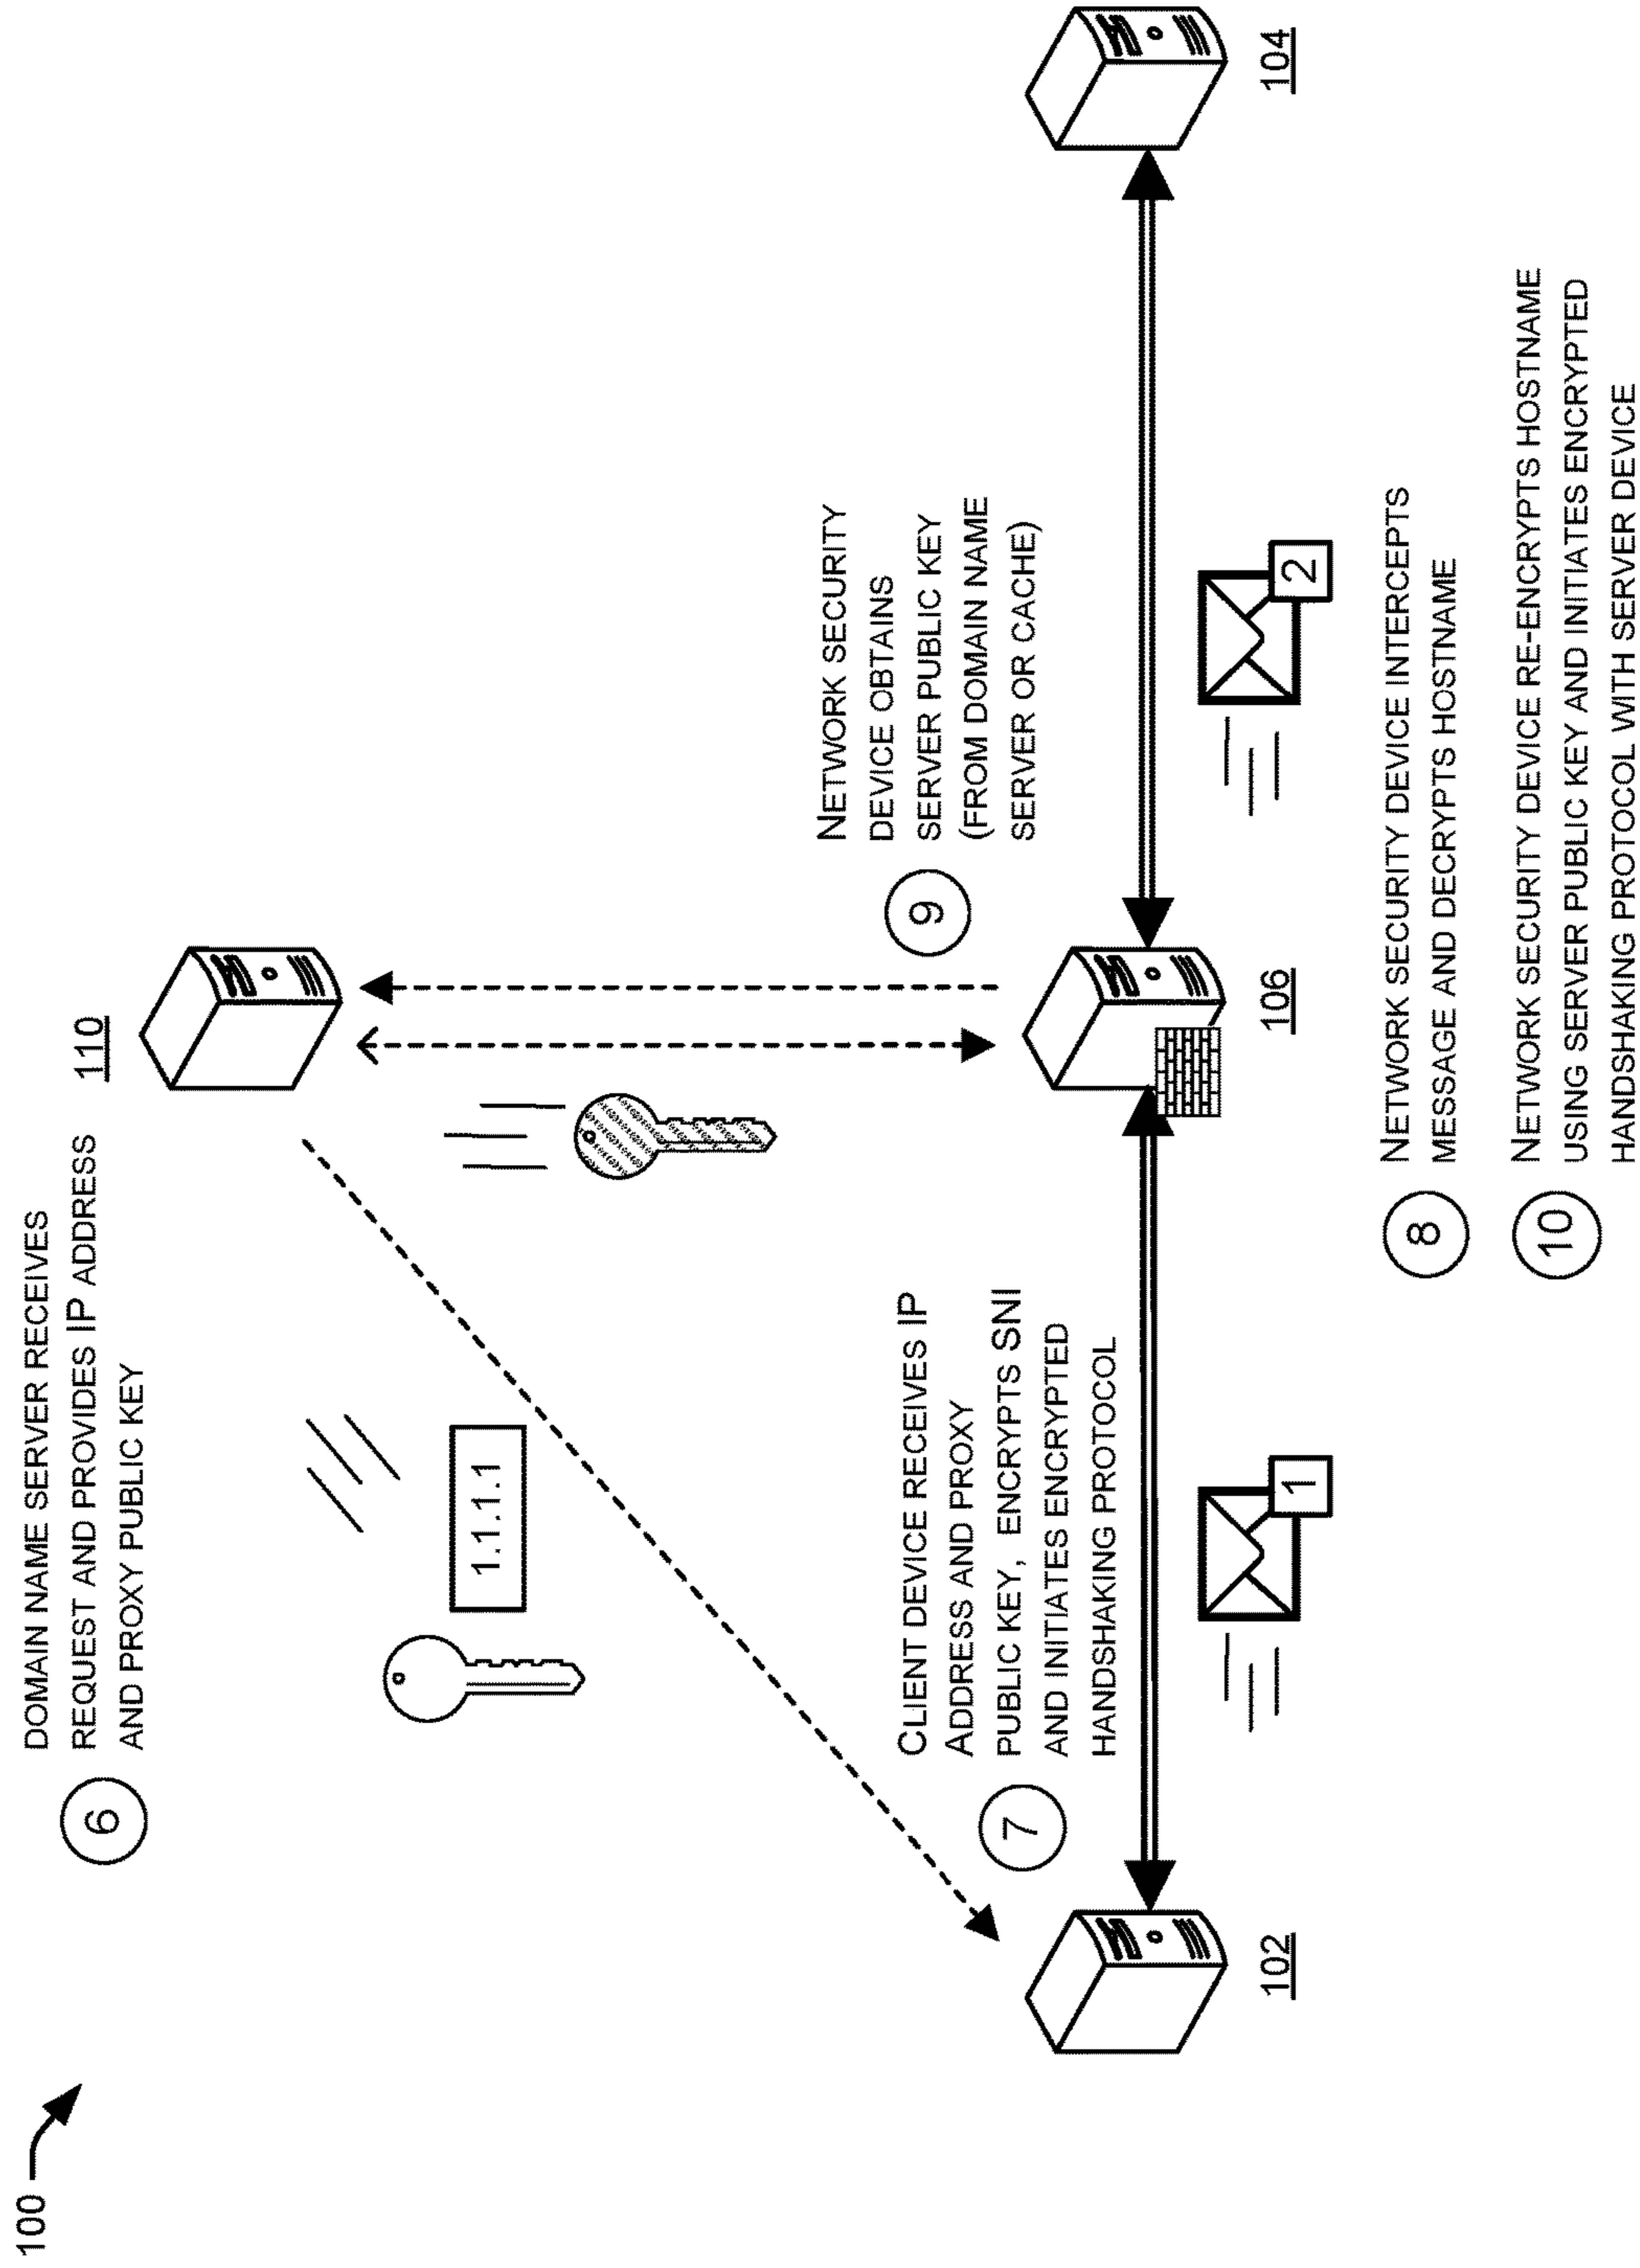 100
6
DOMAIN NAME SERVER RECEIVES
REQUEST AND PROVIDES IP ADDRESS
AND PROXY PUBLIC KEY
110
1.1.1.1
7
CLIENT DEVICE RECEIVES IP
ADDRESS AND PROXY
PUBLIC KEY, ENCRYPTS SNI
AND INITIATES ENCRYPTED
HANDSHAKING PROTOCOL
9
NETWORK SECURITY
DEVICE OBTAINS
SERVER PUBLIC KEY
(FROM DOMAIN NAME
SERVER OR CACHE)
102
106
104
1
2
8
NETWORK SECURITY DEVICE INTERCEPTS
MESSAGE AND DECRYPTS HOSTNAME
10
NETWORK SECURITY DEVICE RE-ENCRYPTS HOSTNAME
USING SERVER PUBLIC KEY AND INITIATES ENCRYPTED
HANDSHAKING PROTOCOL WITH SERVER DEVICE